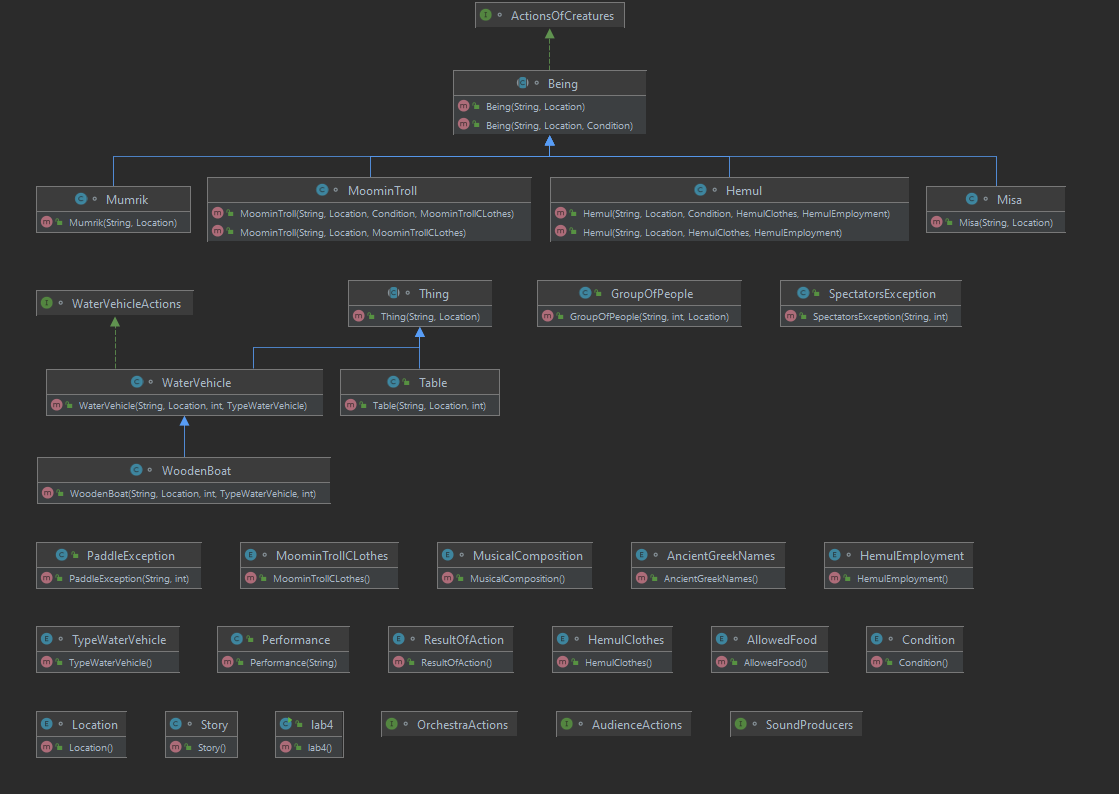 ActionsOfCreatures
Being
Being(String, Location)
Being(String, Location, Condition)
Mumrik
Mumrik(String, Location)
MoominTroll
MoominTroll(String, Location, Condition, MoominTrollCLothes)
MoominTroll(String, Location, MoominTrollCLothes)
Hemul
Hemul(String, Location, Condition, HemulClothes, HemulEmployment)
Hemul(String, Location, HemulClothes, HemulEmployment)
Misa
Misa(String, Location)
WaterVehicleActions
Thing
Thing(String, Location)
GroupOfPeople
GroupOfPeople(String, int, Location)
SpectatorsException
SpectatorsException(String, int)
WaterVehicle
WaterVehicle(String, Location, int, TypeWaterVehicle)
Table
Table(String, Location, int)
WoodenBoat
WoodenBoat(String, Location, int, TypeWaterVehicle, int)
PaddleException
PaddleException(String, int)
MoominTrollCLothes
MoominTrollCLothes()
MusicalComposition
MusicalComposition()
AncientGreekNames
AncientGreekNames()
HemulEmployment
HemulEmployment()
TypeWaterVehicle
TypeWaterVehicle()
Performance
Performance(String)
ResultOfAction
ResultOfAction()
HemulClothes
HemulClothes()
AllowedFood
AllowedFood()
Condition
Condition()
Location
Location()
Story
Story()
lab4
lab4()
OrchestraActions
AudienceActions
SoundProducers